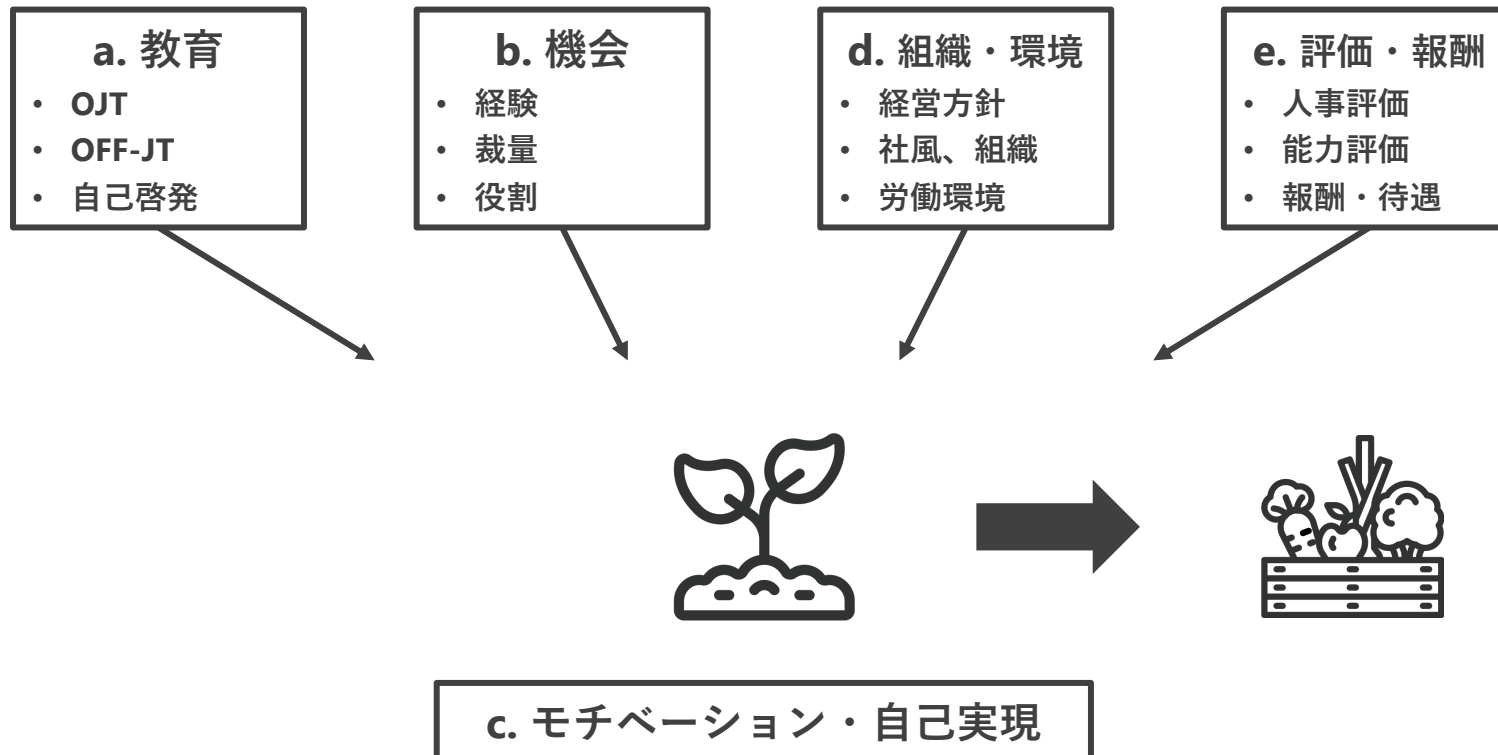 a. 教育
• OJT
• OFF-JT
• 自己啓発
b. 機会
• 経験
• 裁量
• 役割
d. 組織・環境
• 経営方針
• 社風、組織
• 労働環境
e. 評価・報酬
• 人事評価
• 能力評価
• 報酬・待遇
c. モチベーション・自己実現